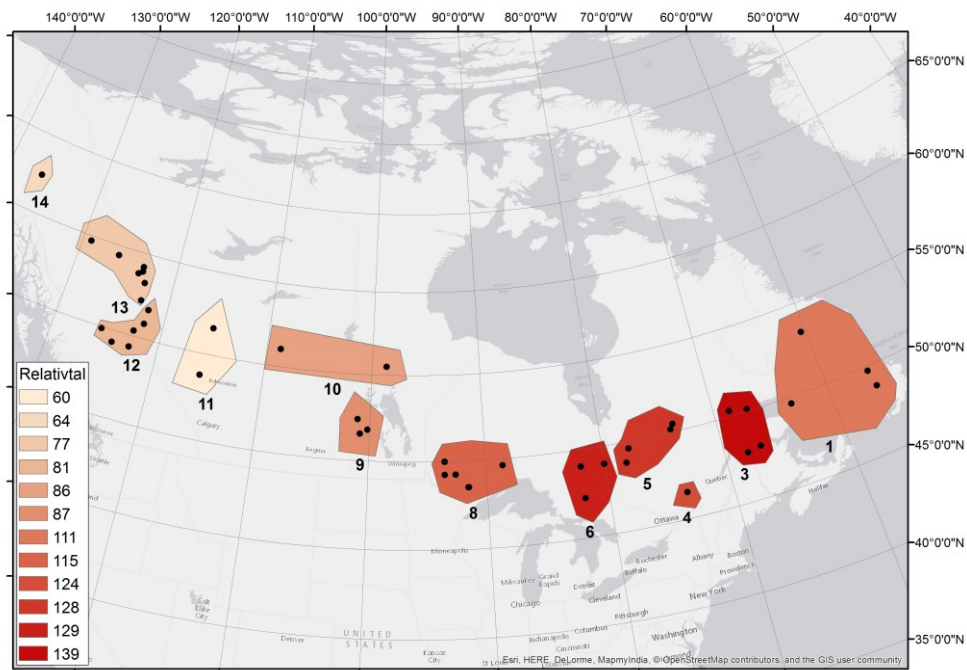 140°0'0"W 130°0'0"W 120°0'0"W 110°0'0"W 100°0'0"W 90°0'0"W 80°0'0"W 70°0'0"W 60°0'0"W 50°0'0"W 40°0'0"W
65°0'0"N
60°0'0"N
55°0'0"N
50°0'0"N
45°0'0"N
40°0'0"N
35°0'0"N
14
13
12
11
10
9
8
6
5
4
3
1
Edmonton
Calgary
Regina
Winnipeg
Seattle
Quebec
Halifax
Ottawa
Minneapolis
Rochester
Albany
Boston
Buffalo
Providence
Milwaukee
Grand
Rapids
Detroit
Chicago
Cleveland
New York
Salt
Lake
City
Pittsburgh
Denver
UNITED
STATES
Columbus
Indianapolis
Washington
Kansas
City
Cincinnati
St Louis
Relativtal
60
64
77
81
86
87
111
115
124
128
129
139
Esri, HERE, DeLorme, MapmyIndia, © OpenStreetMap contributors, and the GIS user community